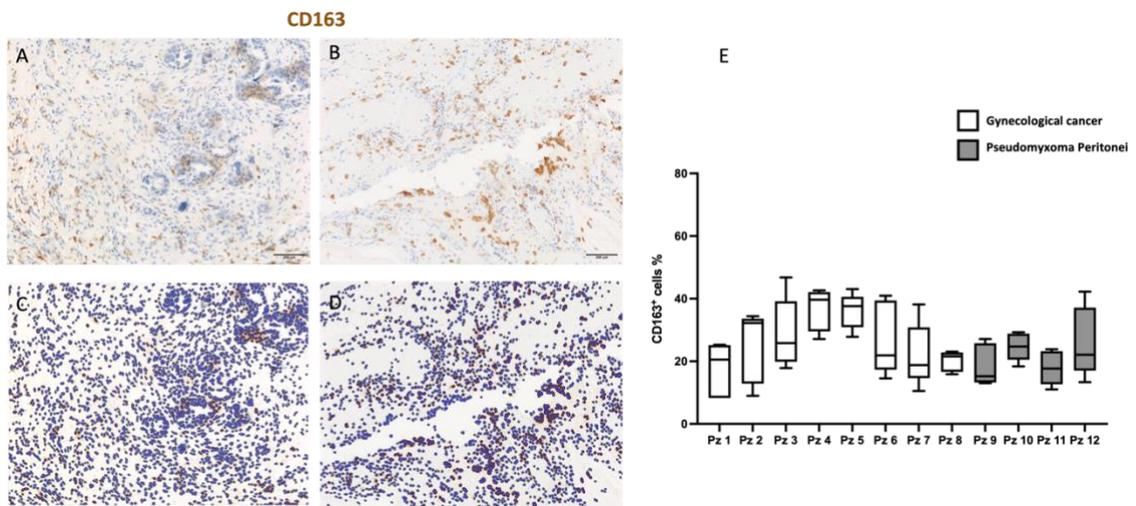 CD163
A
B
C
D
E
Gynecological cancer
Pseudomyxoma Peritonei
CD163⁺ cells %
80
60
40
20
0
Pz 1 Pz 2 Pz 3 Pz 4 Pz 5 Pz 6 Pz 7 Pz 8 Pz 9 Pz 10 Pz 11 Pz 12